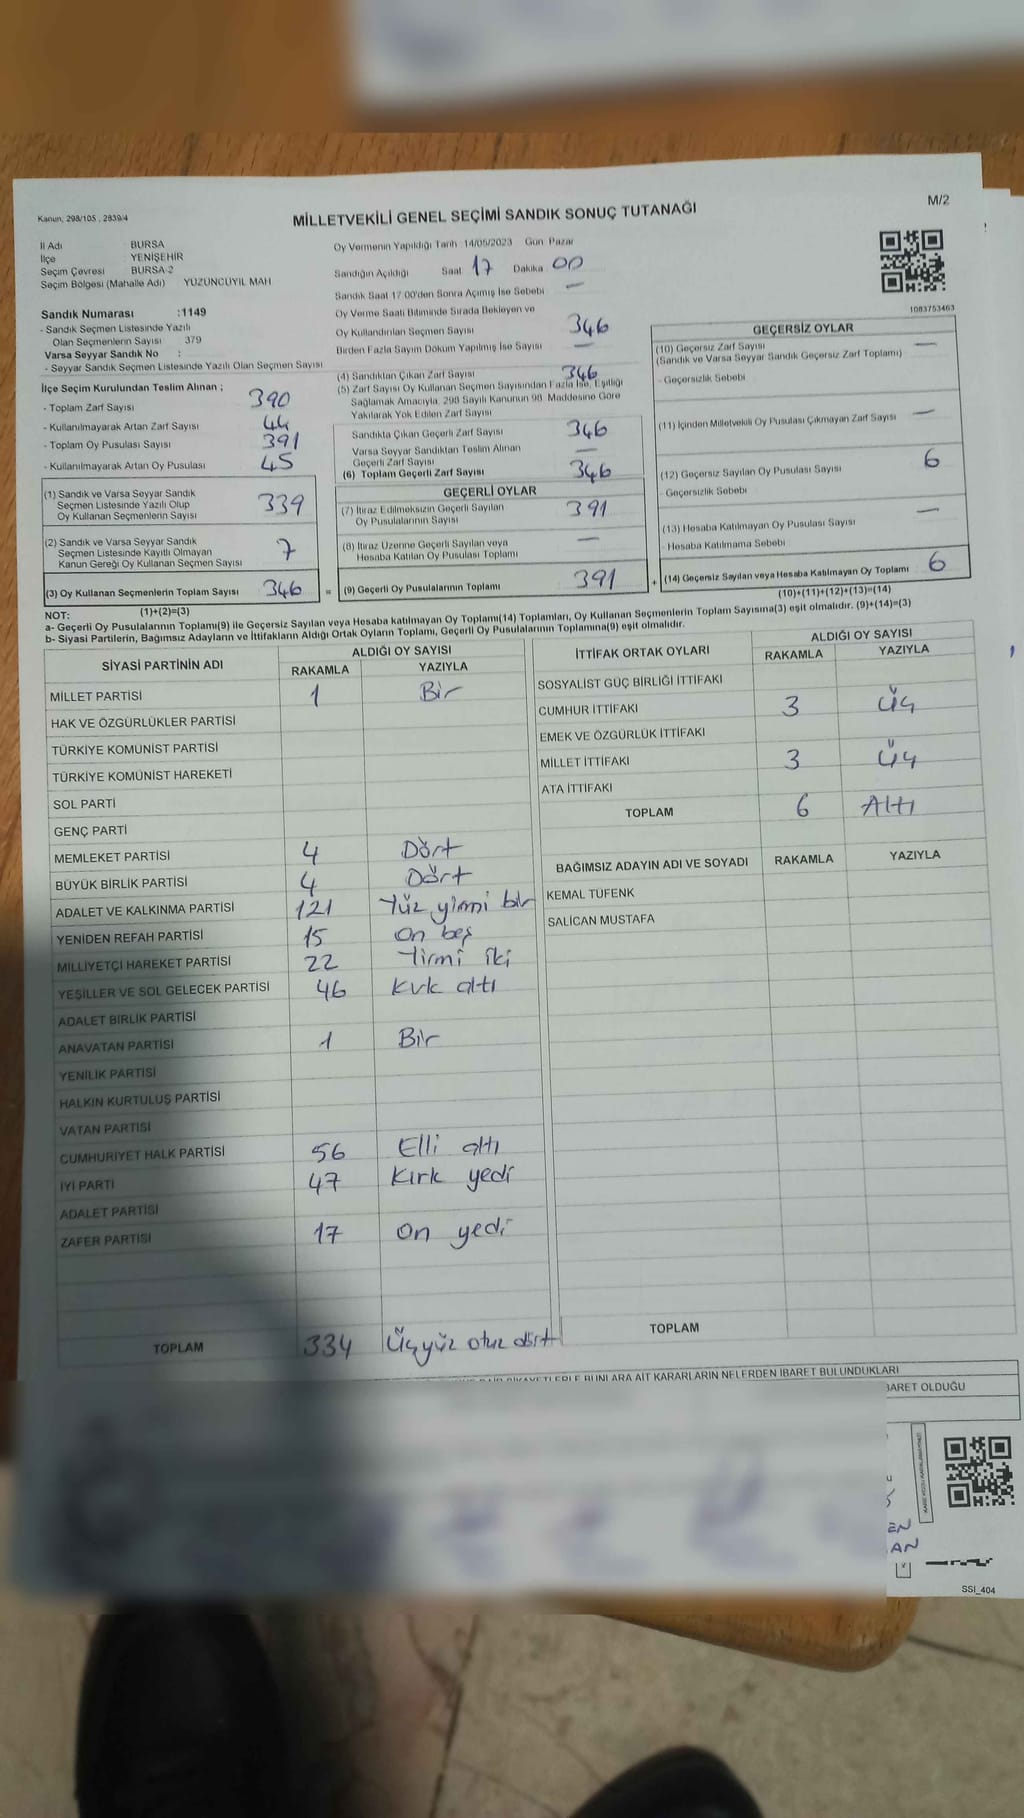 M/2
Kanun, 298/105 , 2839/4
MİLLETVEKİLİ GENEL SEÇİMİ SANDIK SONUÇ TUTANAĞI
İl Adı BURSA
İlçe YENİŞEHİR
Seçim Çevresi BURSA-2
Seçim Bölgesi (Mahalle Adı) YÜZÜNCÜYIL MAH
Sandık Numarası :1149
- Sandık Seçmen Listesinde Yazılı
Olan Seçmenlerin Sayısı 379
Varsa Seyyar Sandık No :
- Seyyar Sandık Seçmen Listesinde Yazılı Olan Seçmen Sayısı
İlçe Seçim Kurulundan Teslim Alınan ;
- Toplam Zarf Sayısı 390
- Kullanılmayarak Artan Zarf Sayısı 44
- Toplam Oy Pusulası Sayısı 391
- Kullanılmayarak Artan Oy Pusulası 45
(1) Sandık ve Varsa Seyyar Sandık
Seçmen Listesinde Yazılı Olup
Oy Kullanan Seçmenlerin Sayısı 339
(2) Sandık ve Varsa Seyyar Sandık
Seçmen Listesinde Kayıtlı Olmayan
Kanun Gereği Oy Kullanan Seçmen Sayısı 7
(3) Oy Kullanan Seçmenlerin Toplam Sayısı 346 =
(1)+(2)=(3)
Oy Vermenin Yapıldığı Tarih 14/05/2023 Gün Pazar
Sandığın Açıldığı Saat 17 Dakika 00
Sandık Saat 17:00'den Sonra Açımış İse Sebebi —
Oy Verme Saati Bitiminde Sırada Bekleyen ve
Oy Kullandırılan Seçmen Sayısı 346
Birden Fazla Sayım Döküm Yapılmış İse Sayısı —
(4) Sandıktan Çıkan Zarf Sayısı 346
(5) Zarf Sayısı Oy Kullanan Seçmen Sayısından Fazla İse, Eşitliği
Sağlamak Amacıyla, 298 Sayılı Kanunun 98. Maddesine Göre
Yakılarak Yok Edilen Zarf Sayısı
Sandıkta Çıkan Geçerli Zarf Sayısı 346
Varsa Seyyar Sandıktan Teslim Alınan
Geçerli Zarf Sayısı —
(6) Toplam Geçerli Zarf Sayısı 346
GEÇERLİ OYLAR
(7) İtiraz Edilmeksizin Geçerli Sayılan
Oy Pusulalarının Sayısı 391
(8) İtiraz Üzerine Geçerli Sayılan veya
Hesaba Katılan Oy Pusulası Toplamı —
(9) Geçerli Oy Pusulalarının Toplamı 391 +
1083753463
GEÇERSİZ OYLAR
(10) Geçersiz Zarf Sayısı —
(Sandık ve Varsa Seyyar Sandık Geçersiz Zarf Toplamı)
- Geçersizlik Sebebi
(11) İçinden Milletvekili Oy Pusulası Çıkmayan Zarf Sayısı —
(12) Geçersiz Sayılan Oy Pusulası Sayısı 6
- Geçersizlik Sebebi
(13) Hesaba Katılmayan Oy Pusulası Sayısı —
- Hesaba Katılmama Sebebi
(14) Geçersiz Sayılan veya Hesaba Katılmayan Oy Toplamı 6
(10)+(11)+(12)+(13)=(14)
NOT:
a- Geçerli Oy Pusulalarının Toplamı(9) ile Geçersiz Sayılan veya Hesaba katılmayan Oy Toplamı(14) Toplamları, Oy Kullanan Seçmenlerin Toplam Sayısına(3) eşit olmalıdır. (9)+(14)=(3)
b- Siyasi Partilerin, Bağımsız Adayların ve İttifakların Aldığı Ortak Oyların Toplamı, Geçerli Oy Pusulalarının Toplamına(9) eşit olmalıdır.
SİYASİ PARTİNİN ADI ALDIĞI OY SAYISI
RAKAMLA YAZIYLA
MİLLET PARTİSİ 1 Bir
HAK VE ÖZGÜRLÜKLER PARTİSİ
TÜRKİYE KOMÜNİST PARTİSİ
TÜRKİYE KOMÜNİST HAREKETİ
SOL PARTİ
GENÇ PARTİ
MEMLEKET PARTİSİ 4 Dört
BÜYÜK BİRLİK PARTİSİ 4 Dört
ADALET VE KALKINMA PARTİSİ 121 Yüz yirmi bir
YENİDEN REFAH PARTİSİ 15 On beş
MİLLİYETÇİ HAREKET PARTİSİ 22 Yirmi iki
YEŞİLLER VE SOL GELECEK PARTİSİ 46 Kırk altı
ADALET BİRLİK PARTİSİ
ANAVATAN PARTİSİ 1 Bir
YENİLİK PARTİSİ
HALKIN KURTULUŞ PARTİSİ
VATAN PARTİSİ
CUMHURİYET HALK PARTİSİ 56 Elli altı
İYİ PARTİ 47 Kırk yedi
ADALET PARTİSİ
ZAFER PARTİSİ 17 On yedi
TOPLAM 334 Üçyüz otuz dört
İTTİFAK ORTAK OYLARI ALDIĞI OY SAYISI
RAKAMLA YAZIYLA
SOSYALİST GÜÇ BİRLİĞİ İTTİFAKI
CUMHUR İTTİFAKI 3 Üç
EMEK VE ÖZGÜRLÜK İTTİFAKI
MİLLET İTTİFAKI 3 Üç
ATA İTTİFAKI
TOPLAM 6 Altı
BAĞIMSIZ ADAYIN ADI VE SOYADI RAKAMLA YAZIYLA
KEMAL TÜFENK
SALİCAN MUSTAFA
TOPLAM
BUNLARA AİT KARARLARIN NELERDEN İBARET BULUNDUKLARI
BARET OLDUĞU
EN
AN
SSI_404